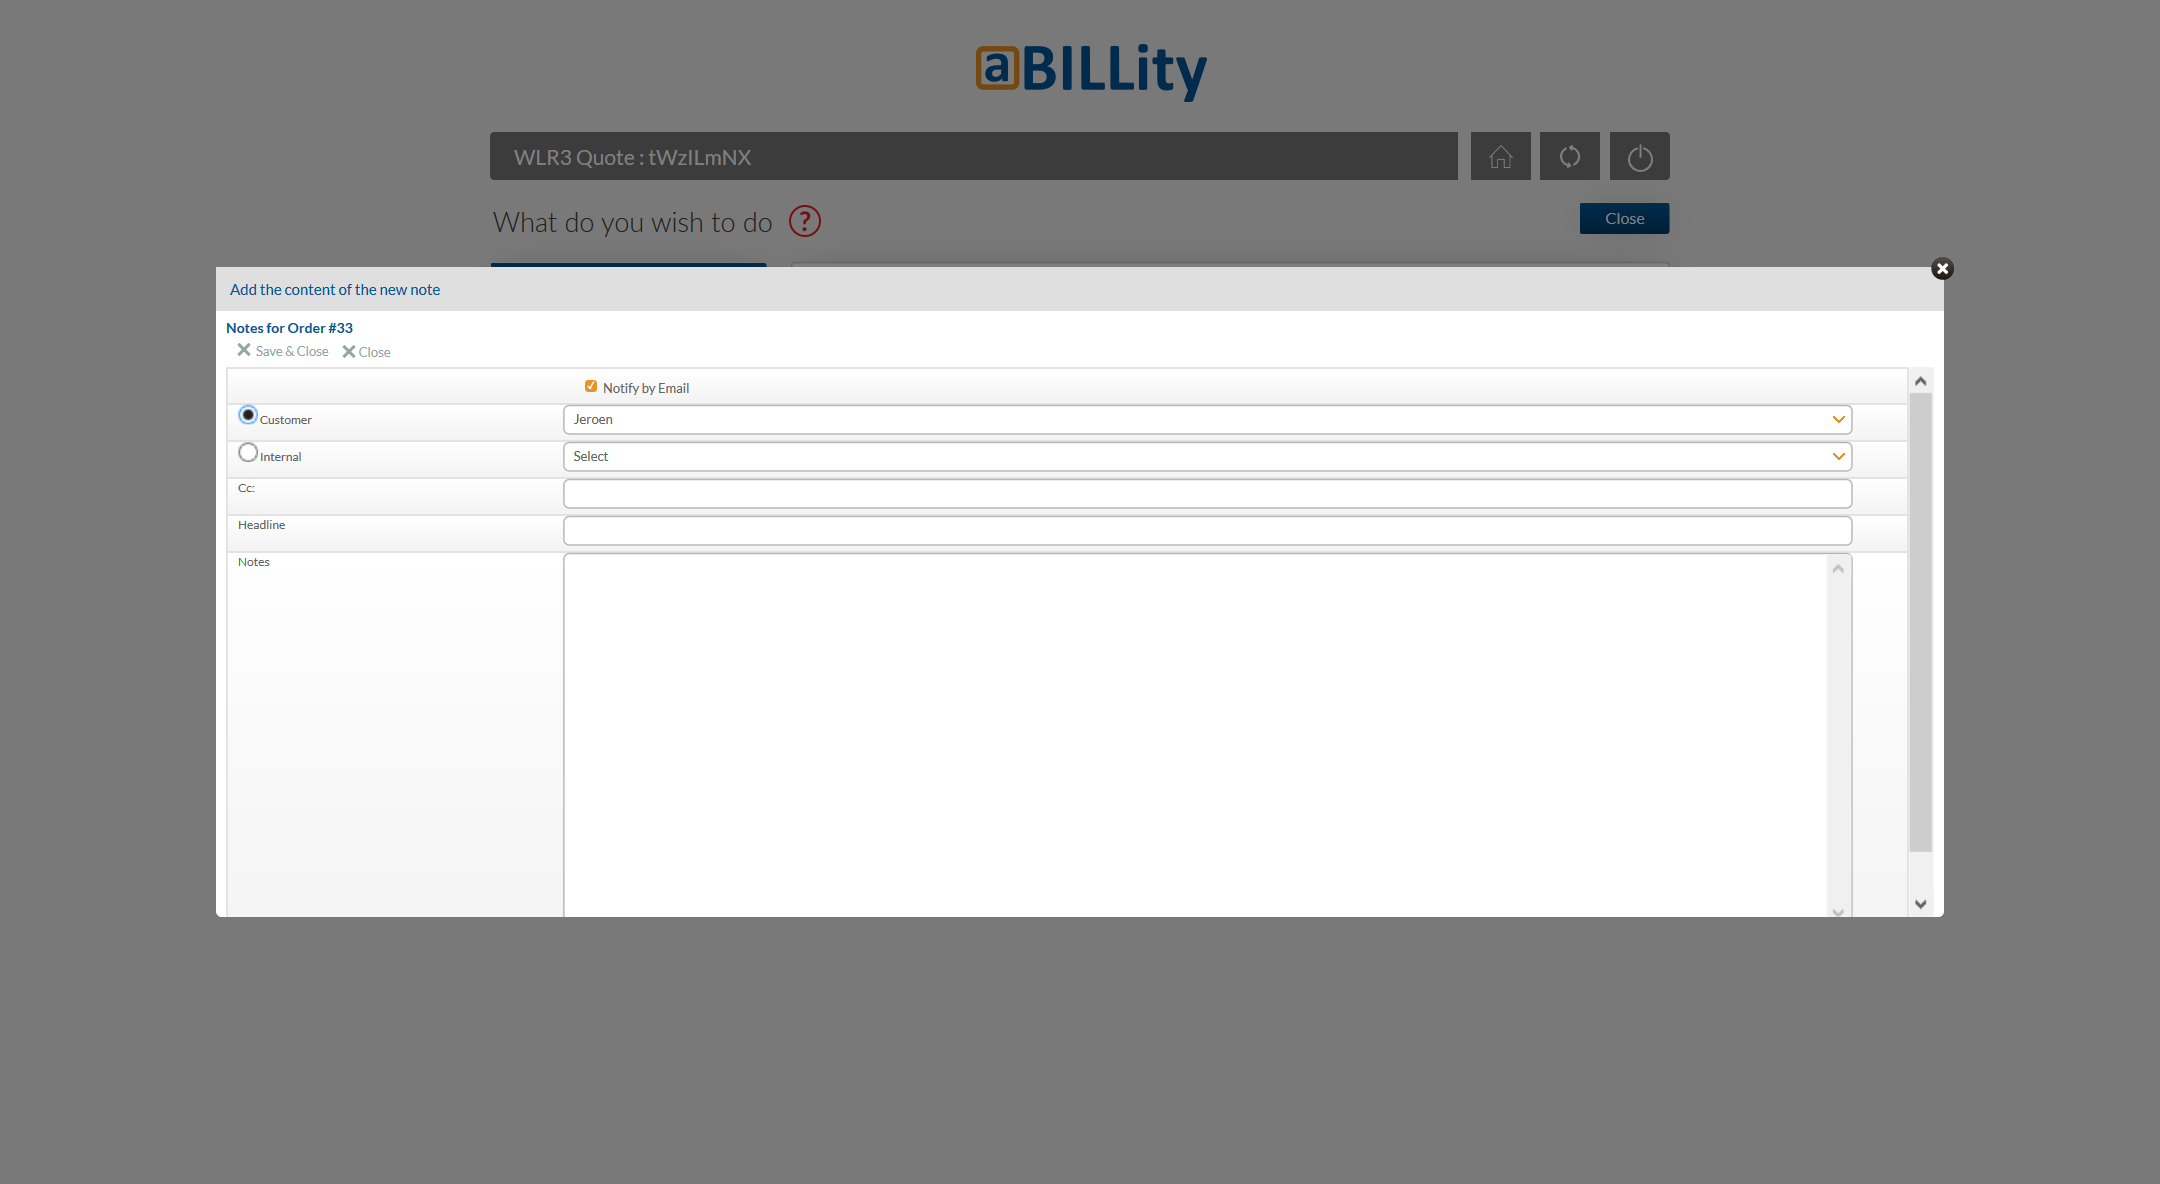 aBILLity
WLR3 Quote : tWzILmNX
What do you wish to do ?
Close
Add the content of the new note
Notes for Order #33
Save & Close Close
Notify by Email
Customer Jeroen
Internal Select
Cc:
Headline
Notes